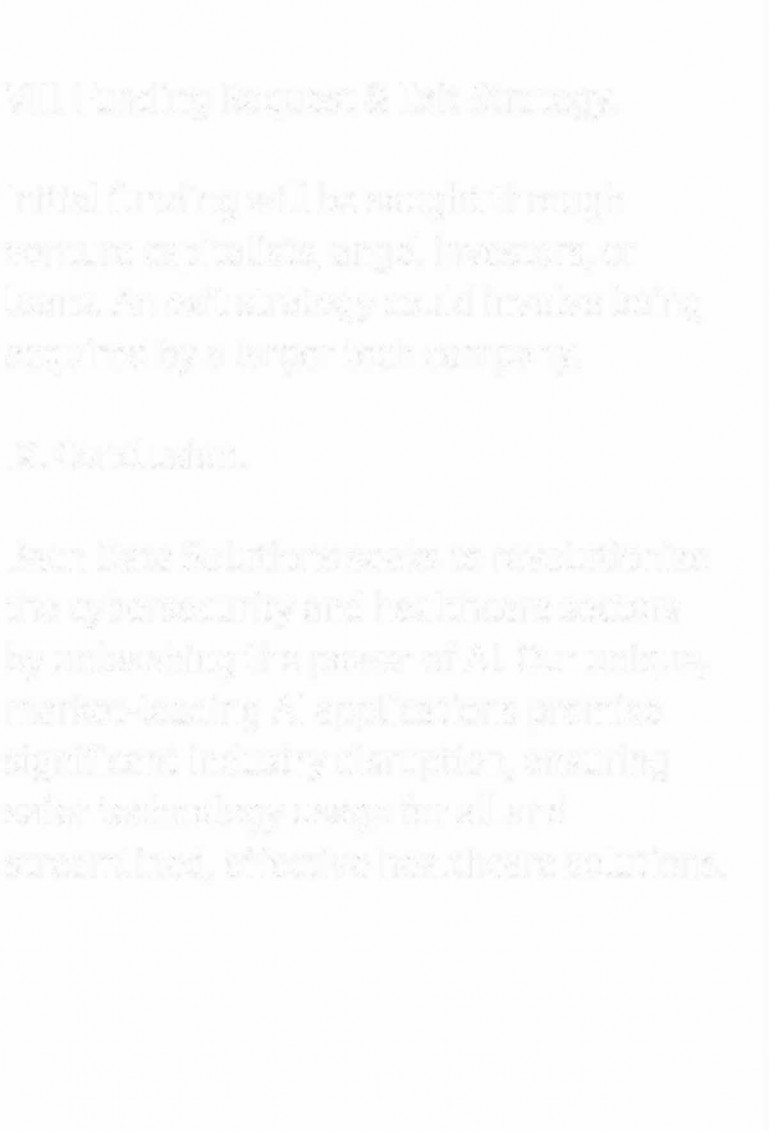 VIII Funding Request & Exit Strategy.
Initial funding will be sought through
venture capitalists, angel investors, or
loans. An exit strategy could involve being
acquired by a larger tech company.
Conclusion.
Data Solutions seeks to revolutionize
the cybersecurity and healthcare sectors
by unleashing the power of AI. Our unique,
market-leading AI applications promise
significant industry disruption, ensuring
safer technology usage for all and
streamlined, effective healthcare solutions.